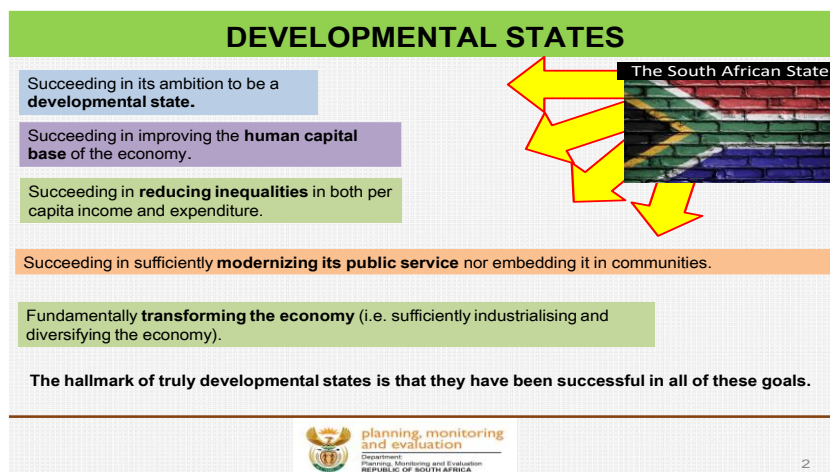 DEVELOPMENTAL STATES
The South African State
Succeeding in its ambition to be a
developmental state.
Succeeding in improving the human capital
base of the economy.
Succeeding in reducing inequalities in both per
capita income and expenditure.
Succeeding in sufficiently modernizing its public service nor embedding it in communities.
Fundamentally transforming the economy (i.e. sufficiently industrialising and
diversifying the economy).
The hallmark of truly developmental states is that they have been successful in all of these goals.
planning, monitoring
and evaluation
Department:
Planning, Monitoring and Evaluation
REPUBLIC OF SOUTH AFRICA
2